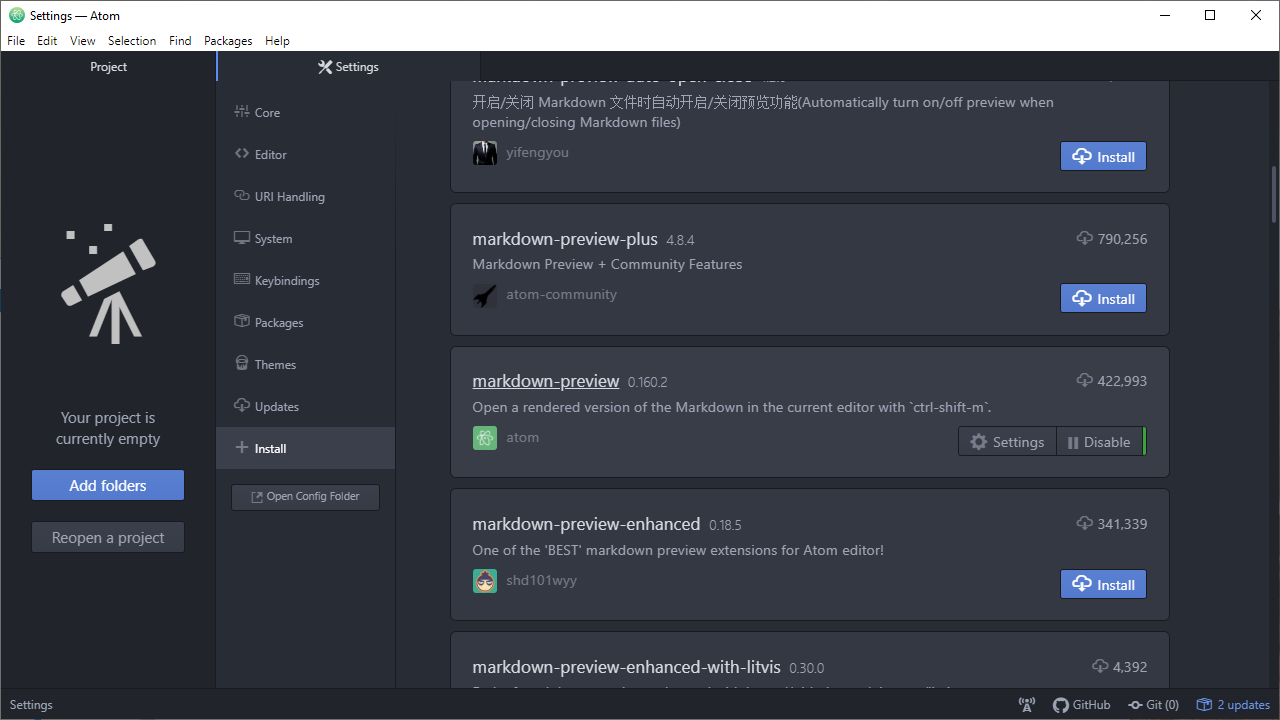 Settings — Atom
File Edit View Selection Find Packages Help
Project
Settings
Core
Editor
URI Handling
System
Keybindings
Packages
Themes
Updates
Install
Open Config Folder
Your project is
currently empty
Add folders
Reopen a project
开启/关闭 Markdown 文件时自动开启/关闭预览功能(Automatically turn on/off preview when
opening/closing Markdown files)
yifengyou
Install
markdown-preview-plus 4.8.4
790,256
Markdown Preview + Community Features
atom-community
Install
markdown-preview 0.160.2
422,993
Open a rendered version of the Markdown in the current editor with `ctrl-shift-m`.
atom
Settings
Disable
markdown-preview-enhanced 0.18.5
341,339
One of the 'BEST' markdown preview extensions for Atom editor!
shd101wyy
Install
markdown-preview-enhanced-with-litvis 0.30.0
4,392
Settings
GitHub
Git (0)
2 updates